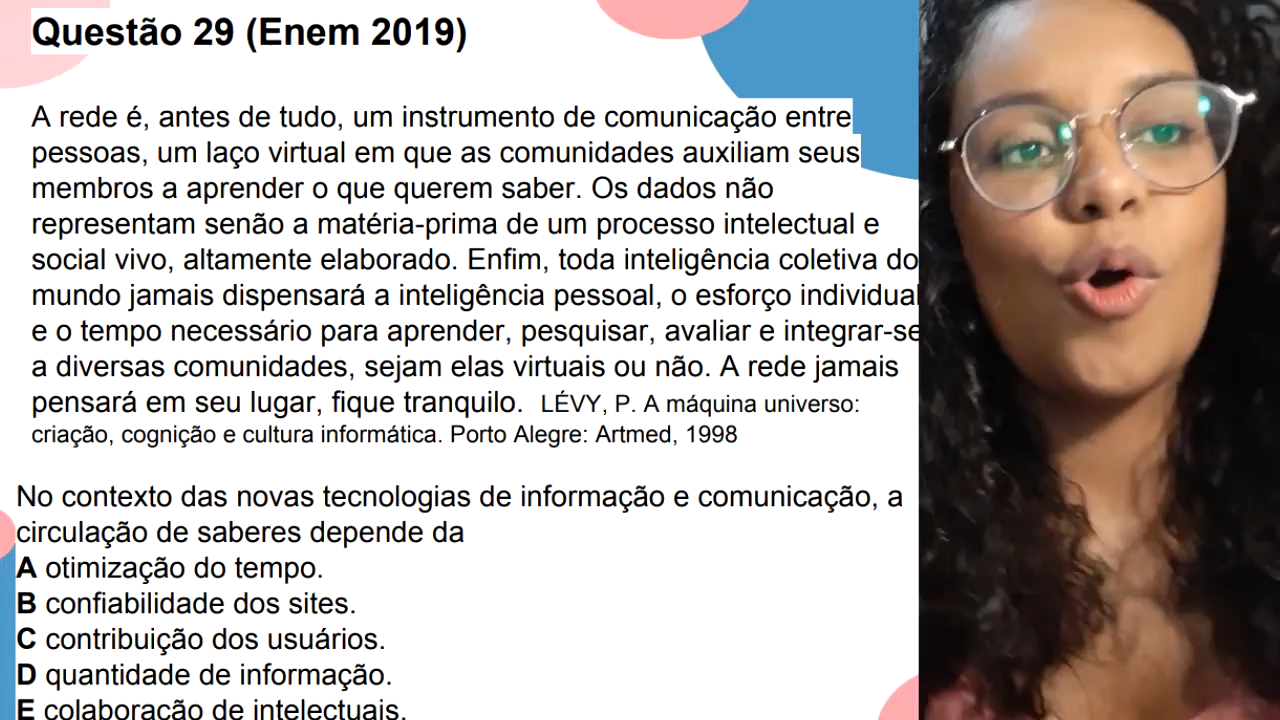 Questão 29 (Enem 2019)
A rede é, antes de tudo, um instrumento de comunicação entre
pessoas, um laço virtual em que as comunidades auxiliam seus
membros a aprender o que querem saber. Os dados não
representam senão a matéria-prima de um processo intelectual e
social vivo, altamente elaborado. Enfim, toda inteligência coletiva do
mundo jamais dispensará a inteligência pessoal, o esforço individual
e o tempo necessário para aprender, pesquisar, avaliar e integrar-se
a diversas comunidades, sejam elas virtuais ou não. A rede jamais
pensará em seu lugar, fique tranquilo. LÉVY, P. A máquina universo:
criação, cognição e cultura informática. Porto Alegre: Artmed, 1998
No contexto das novas tecnologias de informação e comunicação, a
circulação de saberes depende da
A otimização do tempo.
B confiabilidade dos sites.
C contribuição dos usuários.
D quantidade de informação.
E colaboração de intelectuais.